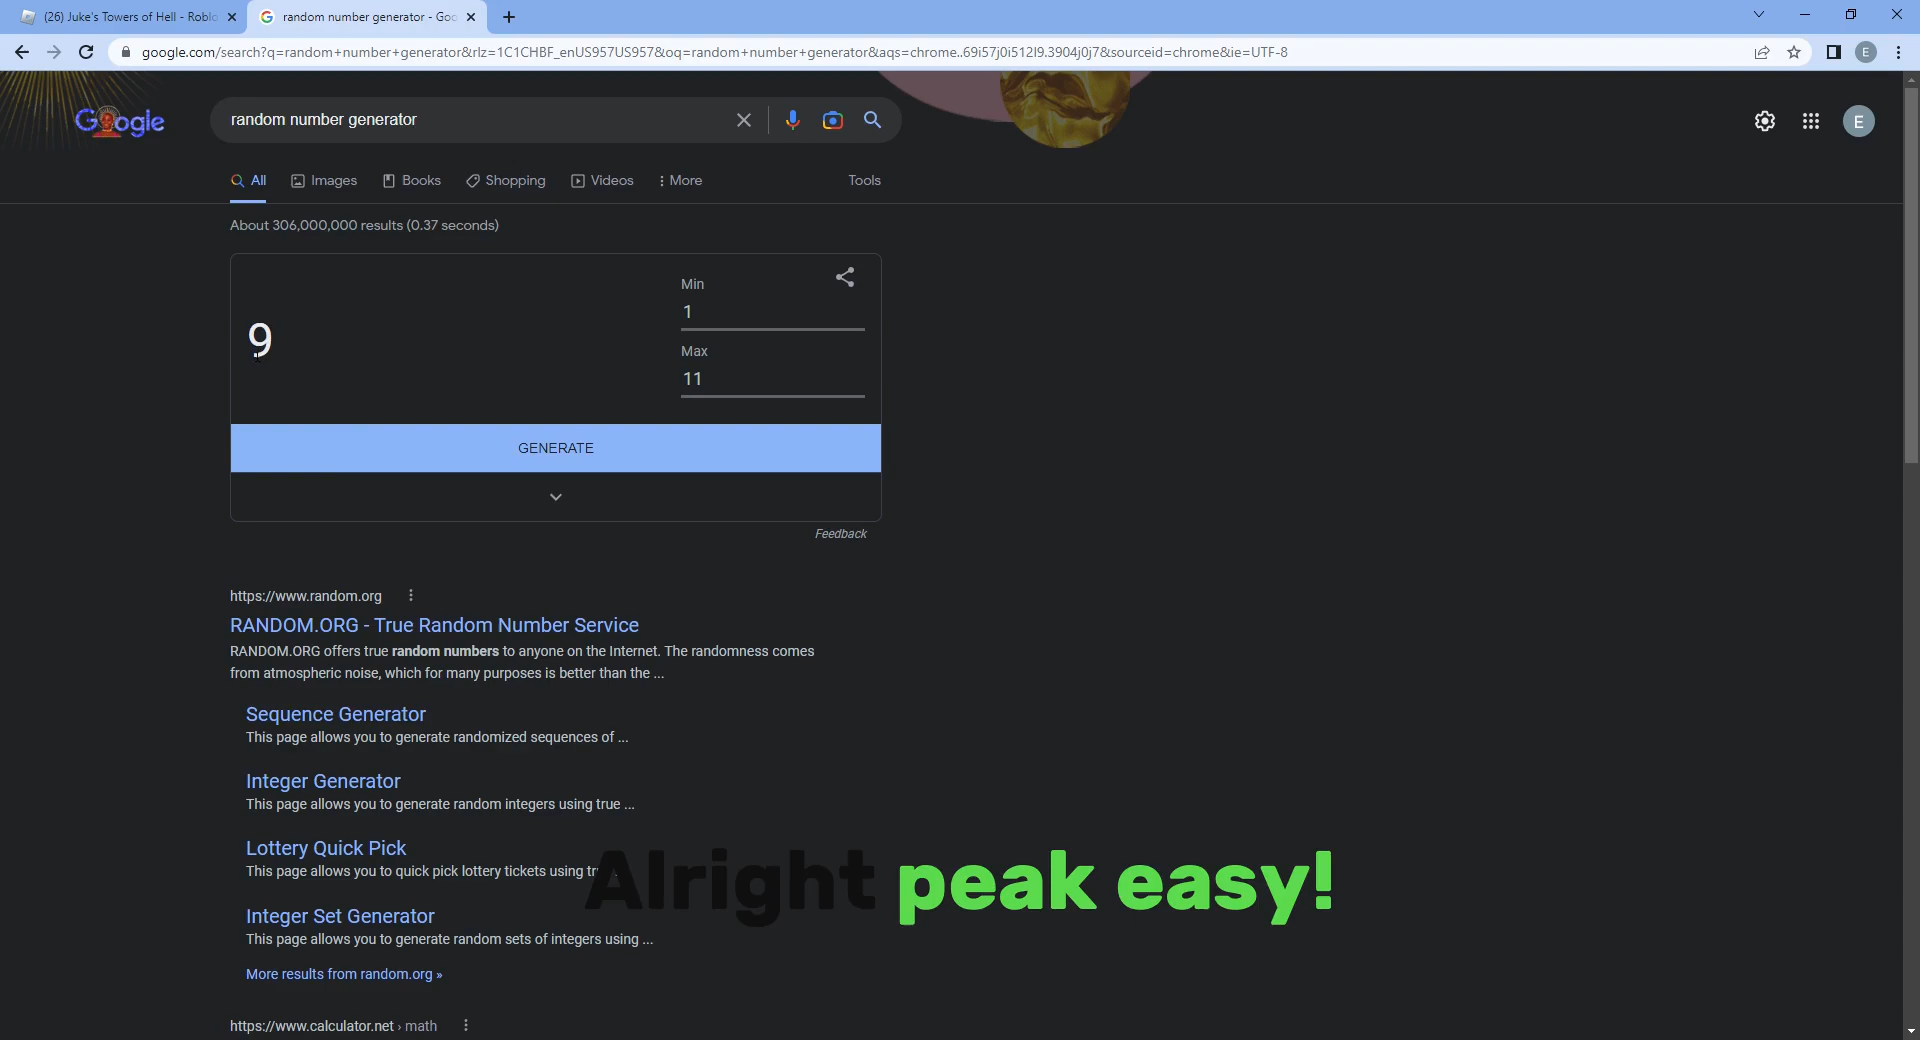 (26) Juke's Towers of Hell - Roblo
random number generator - Goo
google.com/search?q=random+number+generator&rlz=1C1CHBF_enUS957US957&oq=random+number+generator&aqs=chrome..69i57j0i512l9.3904j0j7&sourceid=chrome&ie=UTF-8
E
Google
random number generator
E
All
Images
Books
Shopping
Videos
More
Tools
About 306,000,000 results (0.37 seconds)
Min
1
9
Max
11
GENERATE
Feedback
https://www.random.org
RANDOM.ORG - True Random Number Service
RANDOM.ORG offers true random numbers to anyone on the Internet. The randomness comes
from atmospheric noise, which for many purposes is better than the ...
Sequence Generator
This page allows you to generate randomized sequences of ...
Integer Generator
This page allows you to generate random integers using true ...
Lottery Quick Pick
This page allows you to quick pick lottery tickets using
Alright peak easy!
Integer Set Generator
This page allows you to generate random sets of integers using ...
More results from random.org »
https://www.calculator.net › math